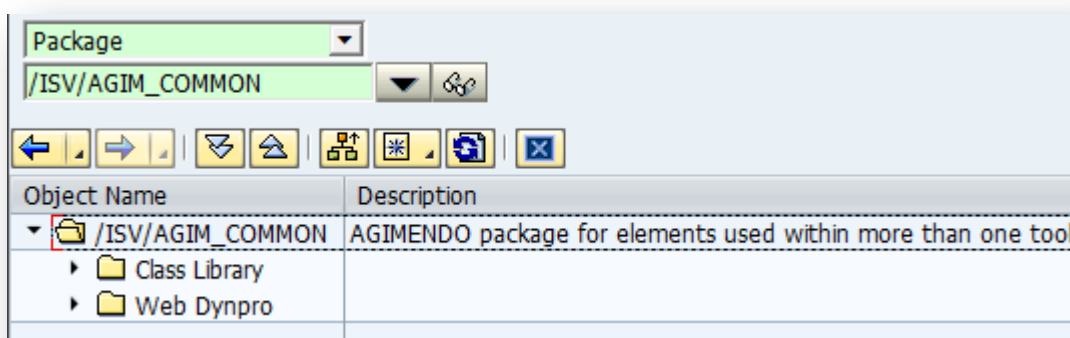 Package
/ISV/AGIM_COMMON
Object Name Description
/ISV/AGIM_COMMON AGIMENDO package for elements used within more than one tool
Class Library
Web Dynpro